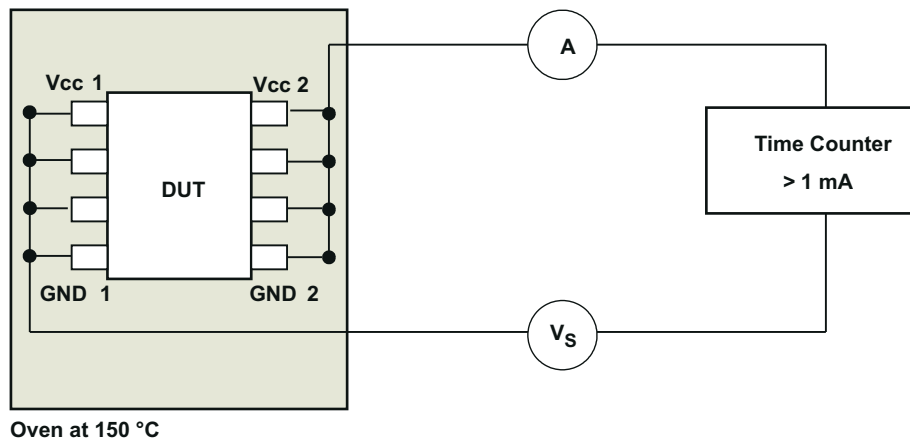 A
Vcc 1
Vcc 2
Time Counter
> 1 mA
DUT
GND 1
GND 2
VS
Oven at 150 °C